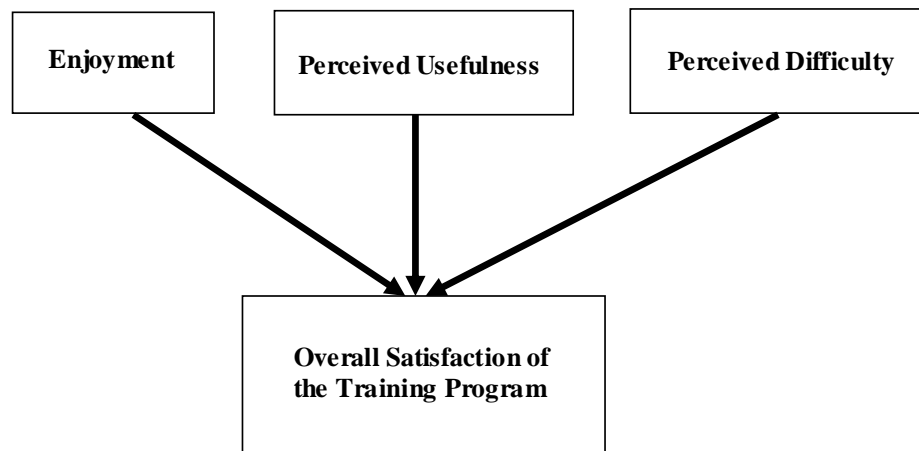 Enjoyment
Perceived Usefulness
Perceived Difficulty
Overall Satisfaction of
the Training Program